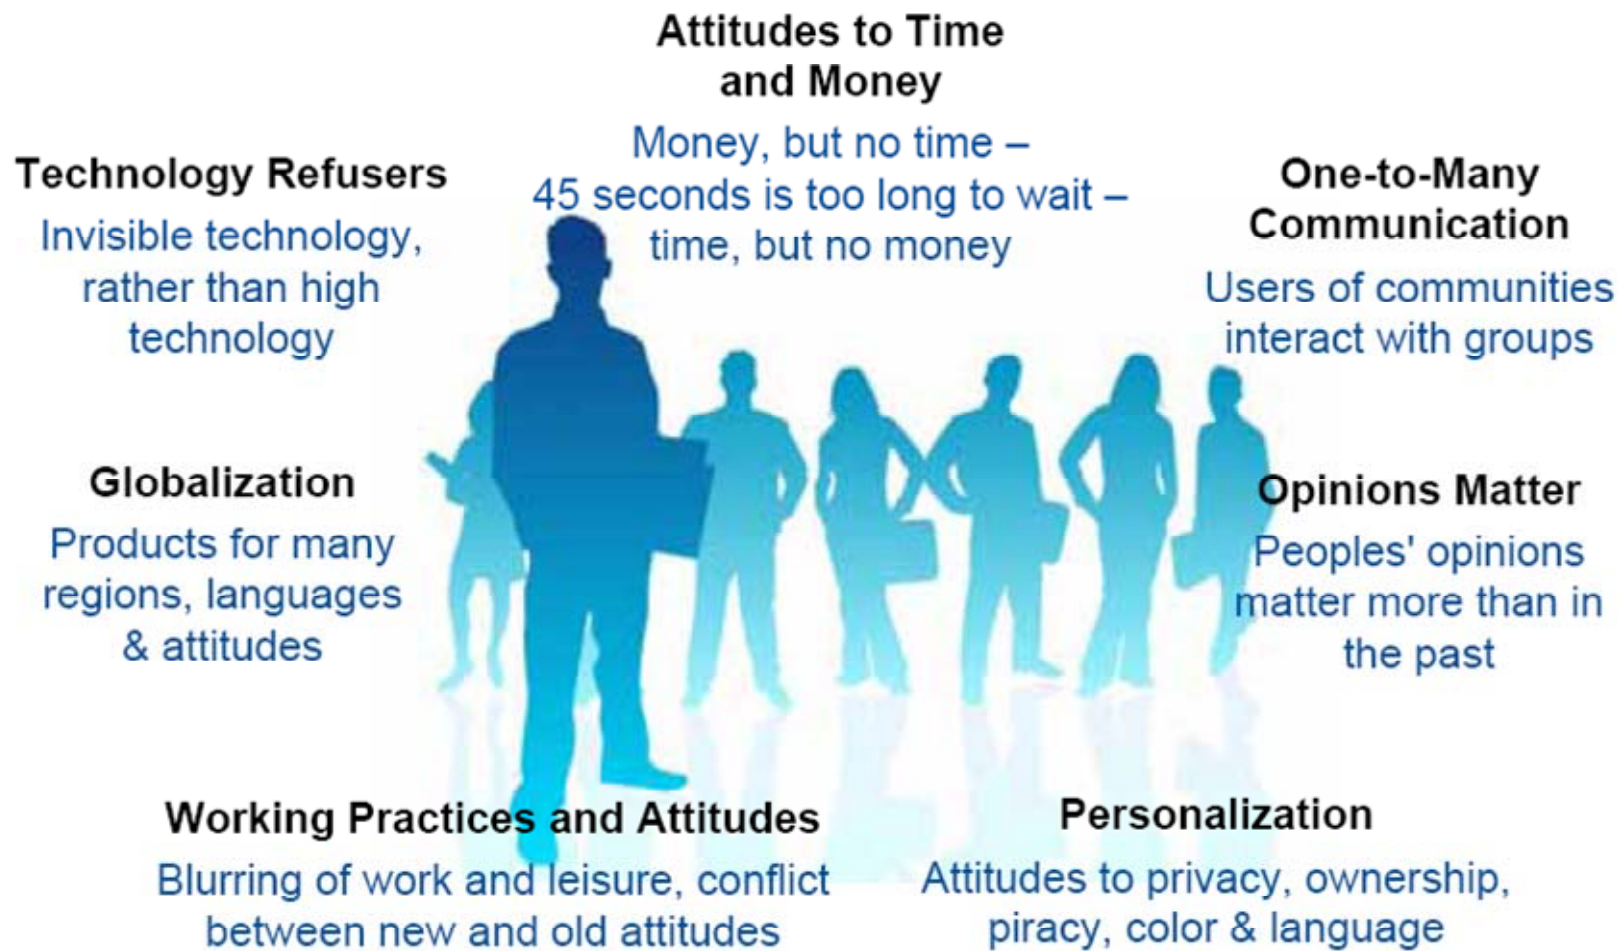 Attitudes to Time
and Money
Money, but no time –
45 seconds is too long to wait –
time, but no money
Technology Refusers
Invisible technology,
rather than high
technology
One-to-Many
Communication
Users of communities
interact with groups
Globalization
Products for many
regions, languages
& attitudes
Opinions Matter
Peoples' opinions
matter more than in
the past
Working Practices and Attitudes
Blurring of work and leisure, conflict
between new and old attitudes
Personalization
Attitudes to privacy, ownership,
piracy, color & language